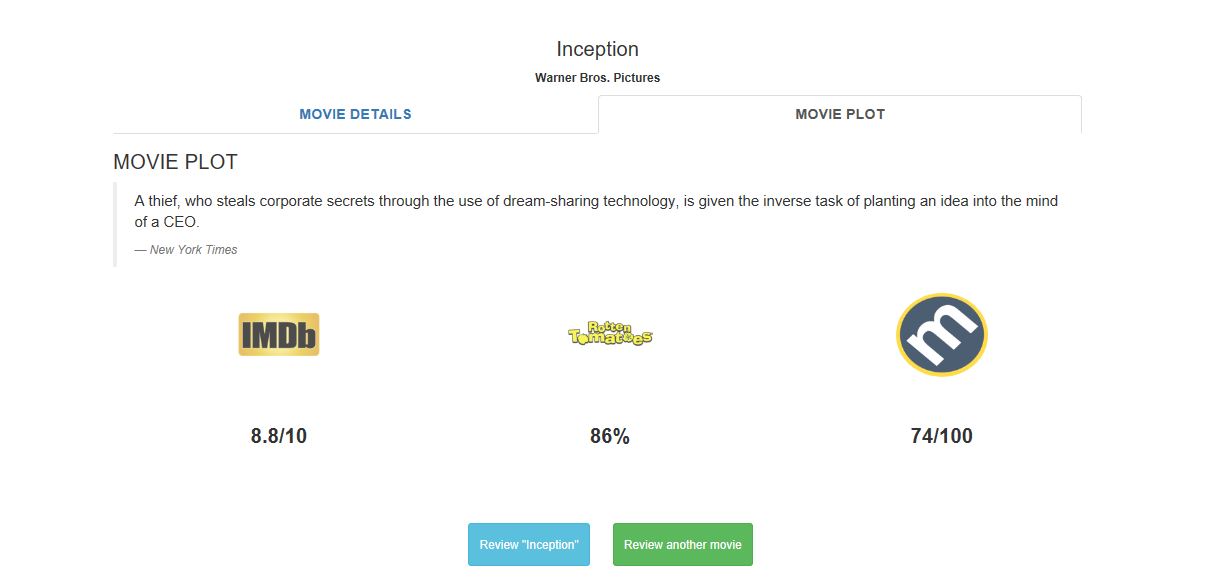 Inception
Warner Bros. Pictures
MOVIE DETAILS
MOVIE PLOT
MOVIE PLOT
A thief, who steals corporate secrets through the use of dream-sharing technology, is given the inverse task of planting an idea into the mind
of a CEO.
— New York Times
IMDb
Rotten
Tomatoes
m
8.8/10
86%
74/100
Review "Inception"
Review another movie